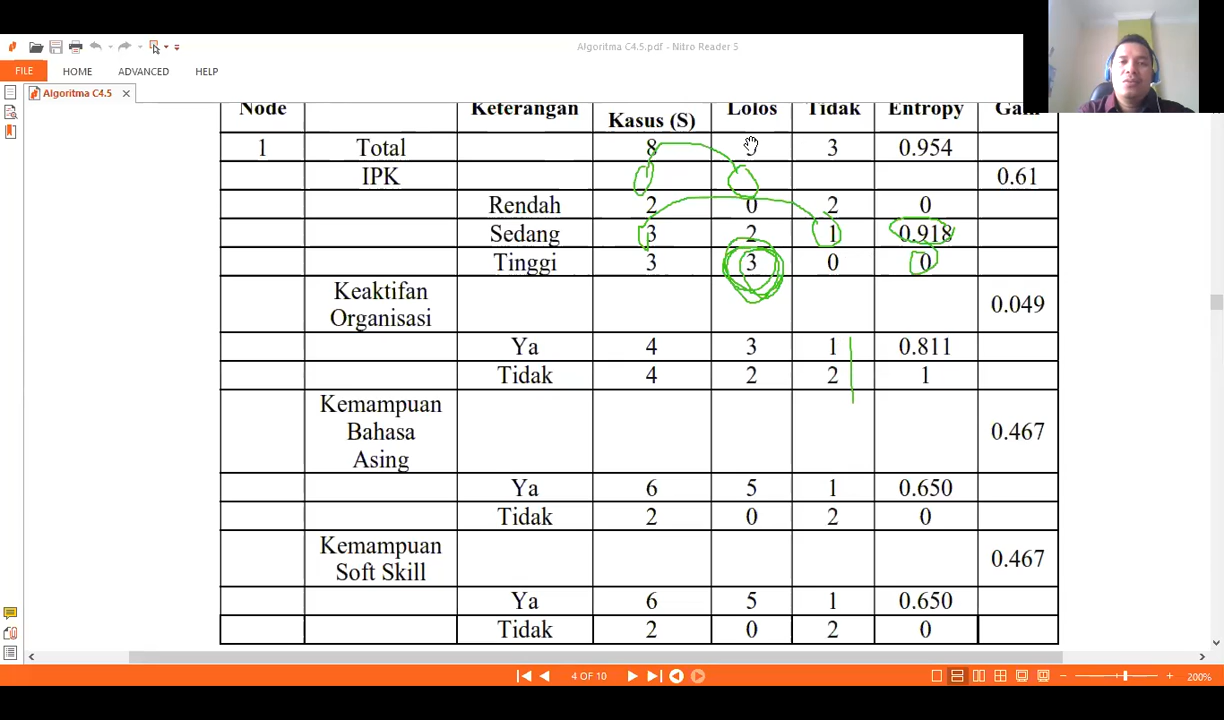 Algoritma C4.5.pdf - Nitro Reader 5
FILE HOME ADVANCED HELP
Algoritma C4.5
Node Keterangan Kasus (S) Lolos Tidak Entropy
1 Total 8 3 0.954
IPK 0.61
Rendah 2 0 2 0
Sedang 3 2 1 0.918
Tinggi 3 3 0 0
Keaktifan
Organisasi 0.049
Ya 4 3 1 0.811
Tidak 4 2 2 1
Kemampuan
Bahasa 0.467
Asing
Ya 6 5 1 0.650
Tidak 2 0 2 0
Kemampuan
Soft Skill 0.467
Ya 6 5 1 0.650
Tidak 2 0 2 0
4 OF 10 200%